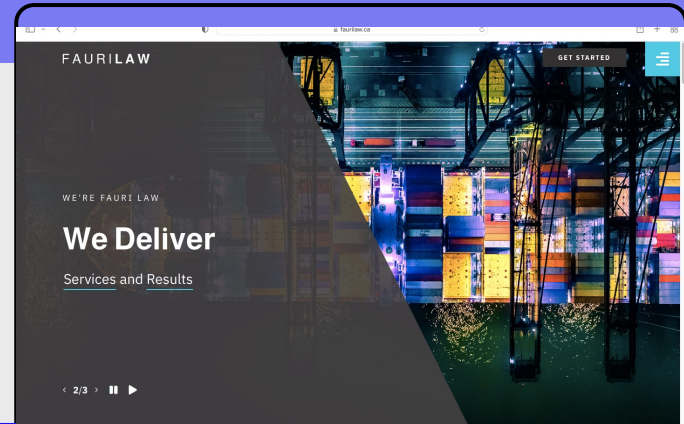 faurilaw.ca
FAURILAW
GET STARTED
WE'RE FAURI LAW
We Deliver
Services and Results
2/3